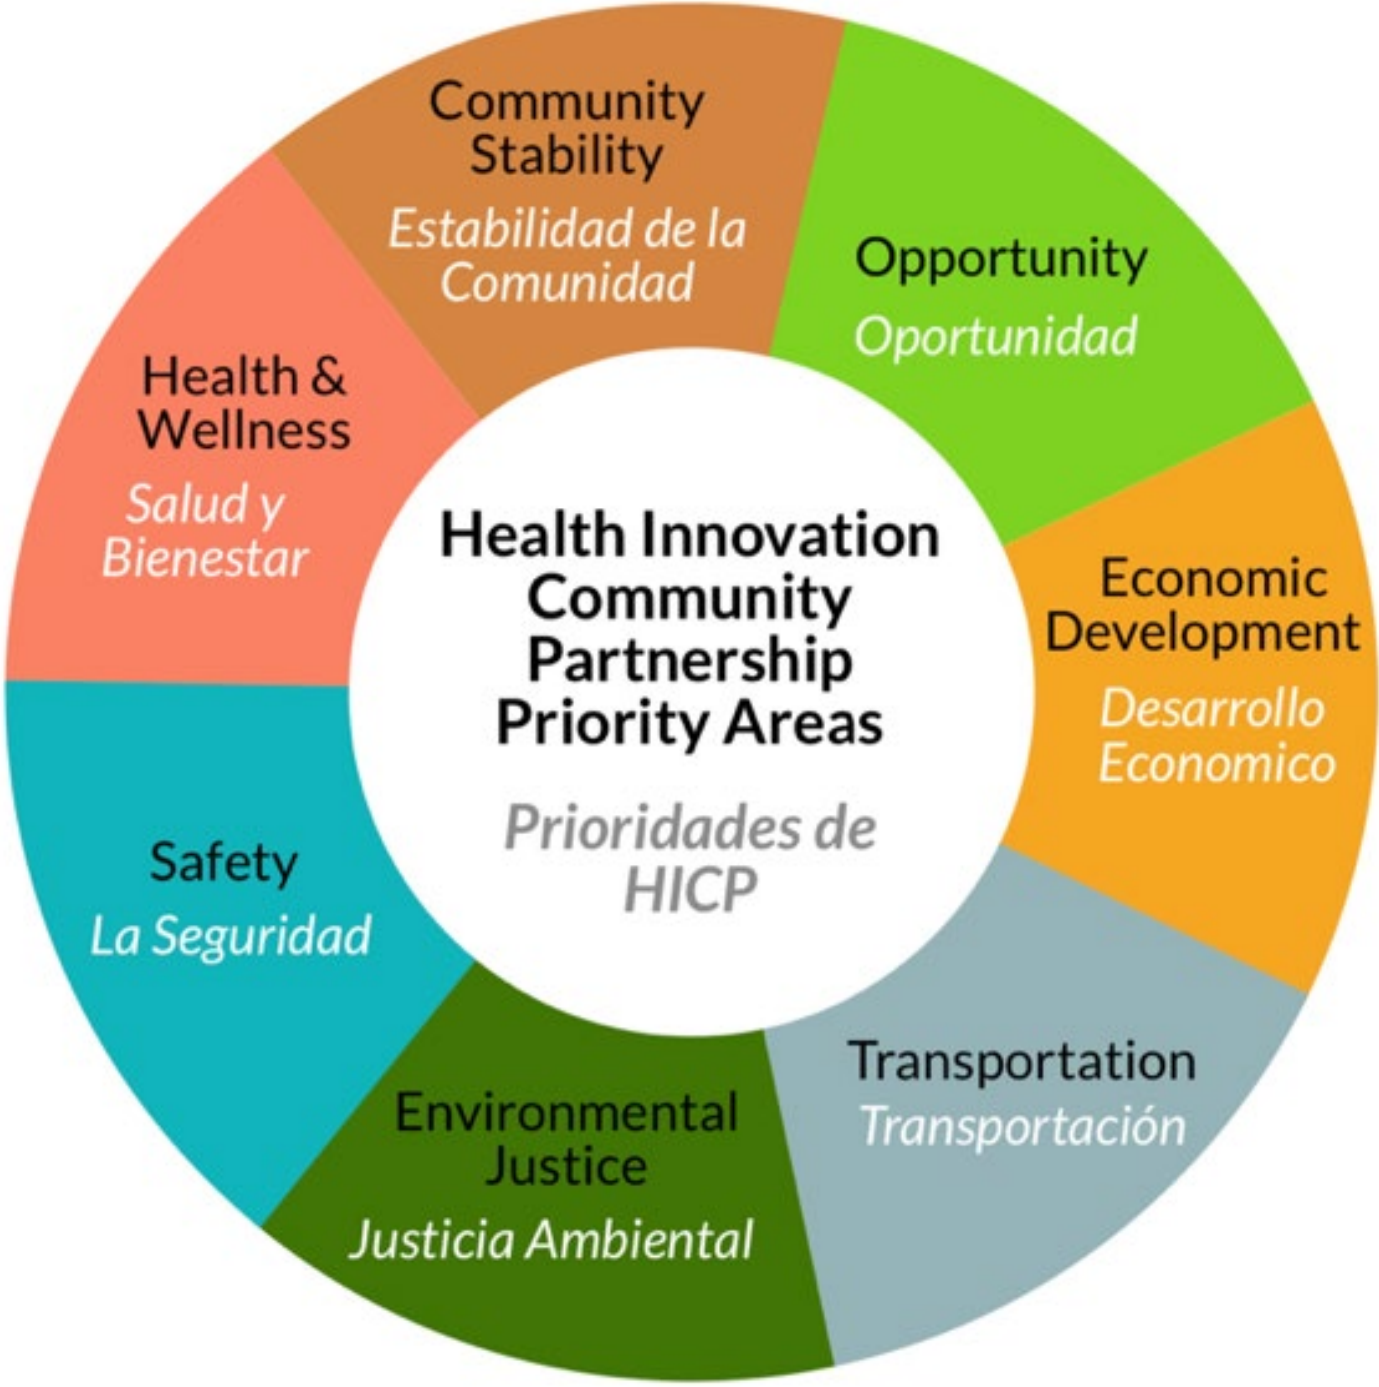 Community
Stability
Estabilidad de la
Comunidad
Opportunity
Oportunidad
Economic
Development
Desarrollo
Economico
Transportation
Transportación
Environmental
Justice
Justicia Ambiental
Safety
La Seguridad
Health &
Wellness
Salud y
Bienestar
Health Innovation
Community
Partnership
Priority Areas
Prioridades de
HICP